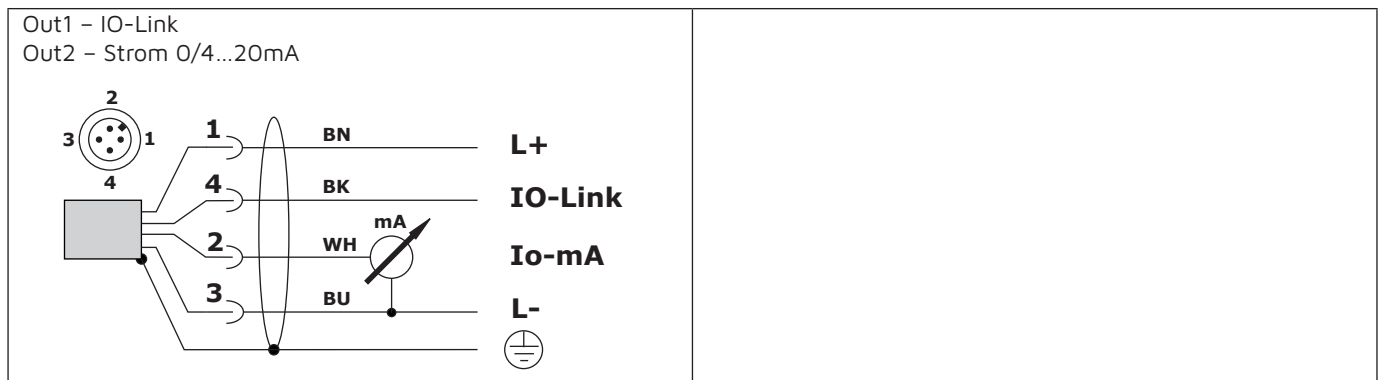 Out1 – IO-Link
Out2 – Strom 0/4...20mA
2
3
1
4
1 BN L+
4 BK IO-Link
mA
2 WH Io-mA
3 BU L-